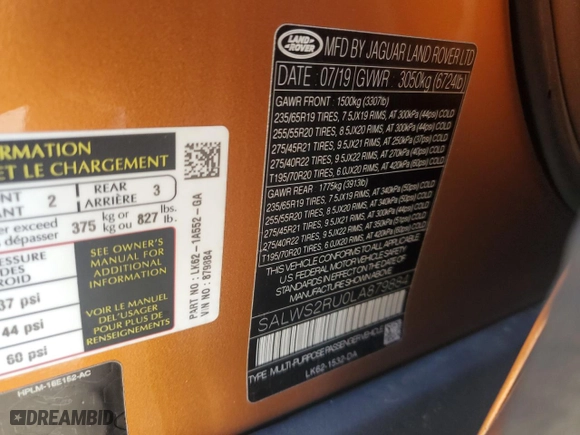 LAND ROVER
MFD BY JAGUAR LAND ROVER LTD
DATE : 07/19 GVWR : 3050kg (6724lb)
GAWR FRONT : 1500kg (3307lb)
235/65R19 TIRES, 7.5JX19 RIMS, AT 300kPa (44psi) COLD
255/55R20 TIRES, 8.5JX20 RIMS, AT 300kPa (44psi) COLD
275/45R21 TIRES, 9.5JX21 RIMS, AT 250kPa (37psi) COLD
275/40R22 TIRES, 9.5JX22 RIMS, AT 270kPa (40psi) COLD
T195/70R20 TIRES, 6.0JX20 RIMS, AT 420kPa (60psi) COLD
GAWR REAR : 1775kg (3913lb)
235/65R19 TIRES, 7.5JX19 RIMS, AT 340kPa (50psi) COLD
255/55R20 TIRES, 8.5JX20 RIMS, AT 340kPa (50psi) COLD
275/45R21 TIRES, 9.5JX21 RIMS, AT COLD
275/40R22 TIRES, 9.5JX22 RIMS, AT COLD
T195/70R20 TIRES, 6.0JX20 RIMS, AT 420kPa (60psi) COLD
THIS VEHICLE CONFORMS TO ALL APPLICABLE
U.S. FEDERAL MOTOR VEHICLE SAFETY AND
THEFT PREVENTION STANDARDS IN EFFECT ON THE
DATE OF MANUFACTURE SHOWN ABOVE.
SALWS2RU0LA879884
TYPE : MULTI-PURPOSE PASSENGER VEHICLE
LK62-1532-DA
ORMATION
ET LE CHARGEMENT
2 REAR ARRIÈRE 3
er exceed
dépasser 375 kg or kg ou 827 lbs. lb.
SEE OWNER'S
MANUAL FOR
ADDITIONAL
INFORMATION
VOIR LE MANUEL
DE L'USAGER
POUR PLUS DE
RENSEIGNEMENTS
37 psi
44 psi
60 psi
PART NO : LK62-1A552-GA
VIN NO : 879884
HPLM-16E162-AC
DREAMBID